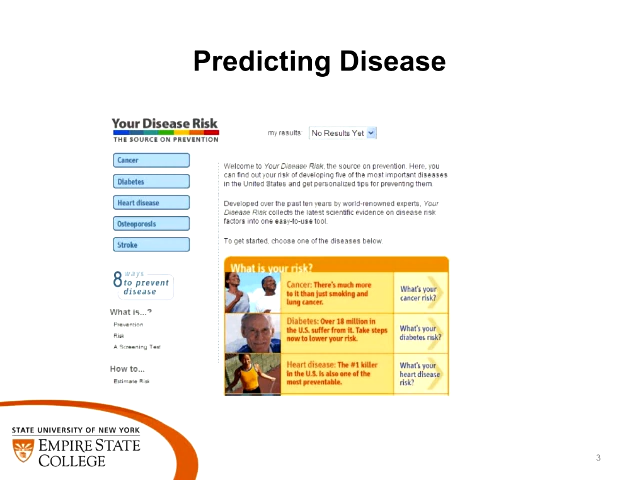 Predicting Disease
Your Disease Risk
THE SOURCE ON PREVENTION
my results:
No Results Yet
Cancer
Diabetes
Heart disease
Osteoporosis
Stroke
8 ways
to prevent
disease
What is...?
Prevention
Risk
A Screening Test
How to...
Estimate Risk
Welcome to Your Disease Risk, the source on prevention. Here, you
can find out your risk of developing five of the most important diseases
in the United States and get personalized tips for preventing them.
Developed over the past ten years by world-renowned experts, Your
Disease Risk collects the latest scientific evidence on disease risk
factors into one easy-to-use tool.
To get started, choose one of the diseases below.
What is your risk?
Cancer: There's much more
to it than just smoking and
lung cancer.
What's your
cancer risk?
Diabetes: Over 18 million in
the U.S. suffer from it. Take steps
now to lower your risk.
What's your
diabetes risk?
Heart disease: The #1 killer
in the U.S. is also one of the
most preventable.
What's your
heart disease
risk?
STATE UNIVERSITY OF NEW YORK
EMPIRE STATE
COLLEGE
3